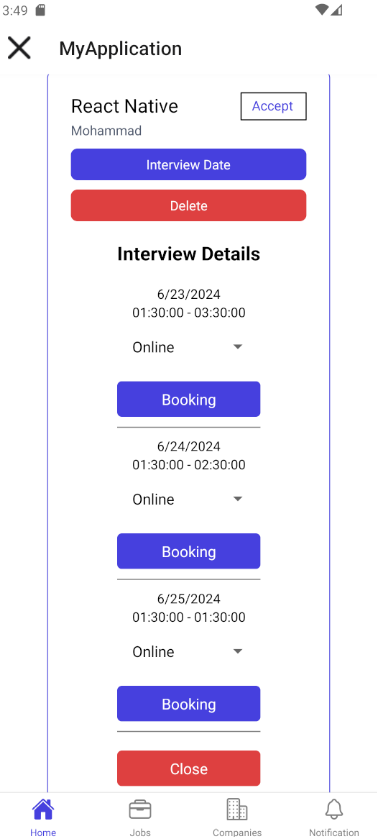 3:49
MyApplication
React Native
Accept
Mohammad
Interview Date
Delete
Interview Details
6/23/2024
01:30:00 - 03:30:00
Online
Booking
6/24/2024
01:30:00 - 02:30:00
Online
Booking
6/25/2024
01:30:00 - 01:30:00
Online
Booking
Close
Home Jobs Companies Notification